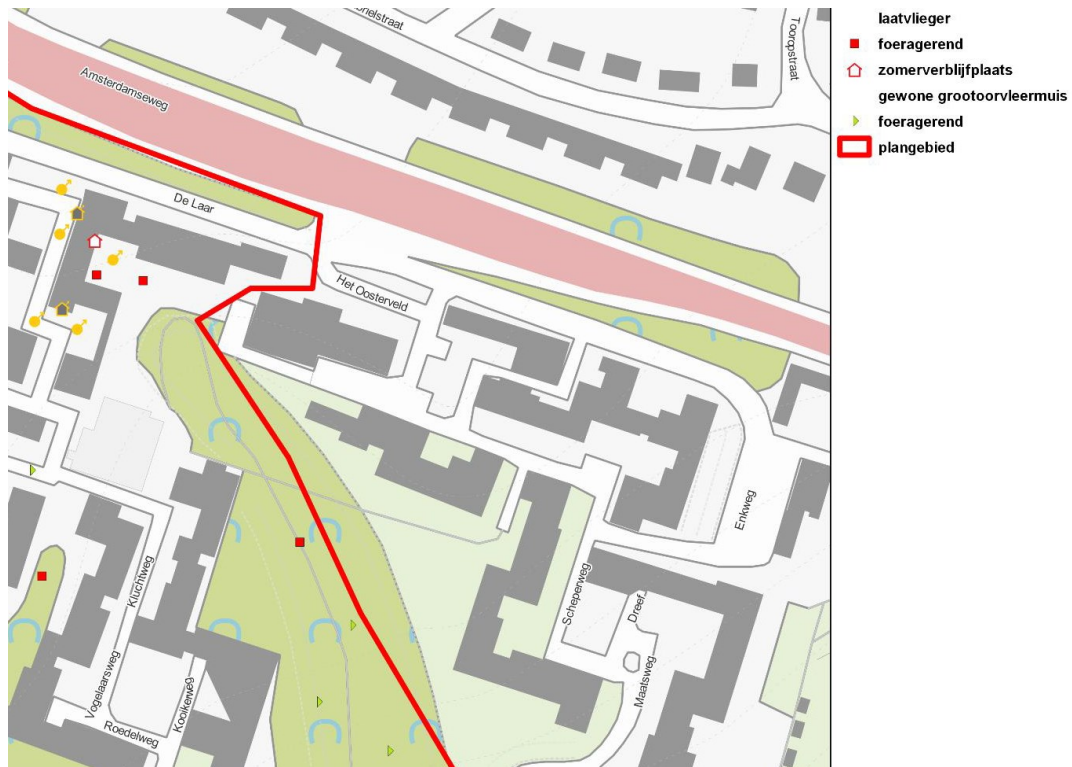 Tooropstraat
Amsterdamseweg
De Laar
Het Oosterveld
Enkweg
Scheperweg
Dreef
Maatsweg
Kluchtweg
Vogelaarsweg
Kooikerweg
Roedelweg
laatvlieger
foeragerend
zomerverblijfplaats
gewone grootoorvleermuis
foeragerend
plangebied